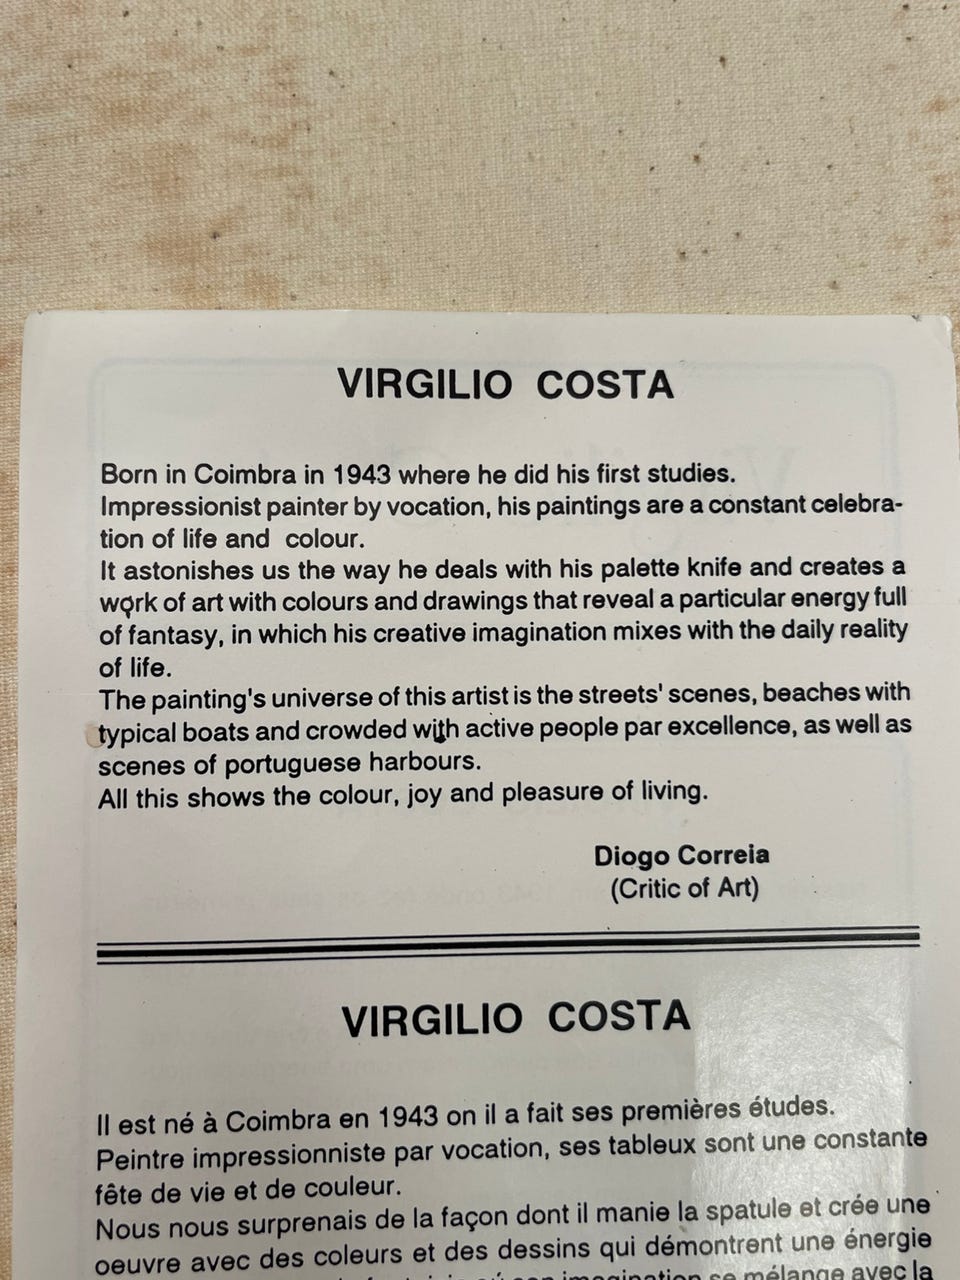 VIRGILIO COSTA
Born in Coimbra in 1943 where he did his first studies.
Impressionist painter by vocation, his paintings are a constant celebra-
tion of life and colour.
It astonishes us the way he deals with his palette knife and creates a
work of art with colours and drawings that reveal a particular energy full
of fantasy, in which his creative imagination mixes with the daily reality
of life.
The painting's universe of this artist is the streets' scenes, beaches with
typical boats and crowded with active people par excellence, as well as
scenes of portuguese harbours.
All this shows the colour, joy and pleasure of living.
Diogo Correia
(Critic of Art)
VIRGILIO COSTA
Il est né à Coimbra en 1943 on il a fait ses premières études.
Peintre impressionniste par vocation, ses tableux sont une constante
fête de vie et de couleur.
Nous nous surprenais de la façon dont il manie la spatule et crée une
oeuvre avec des coleurs et des dessins qui démontrent une énergie
imagination se mélange avec la